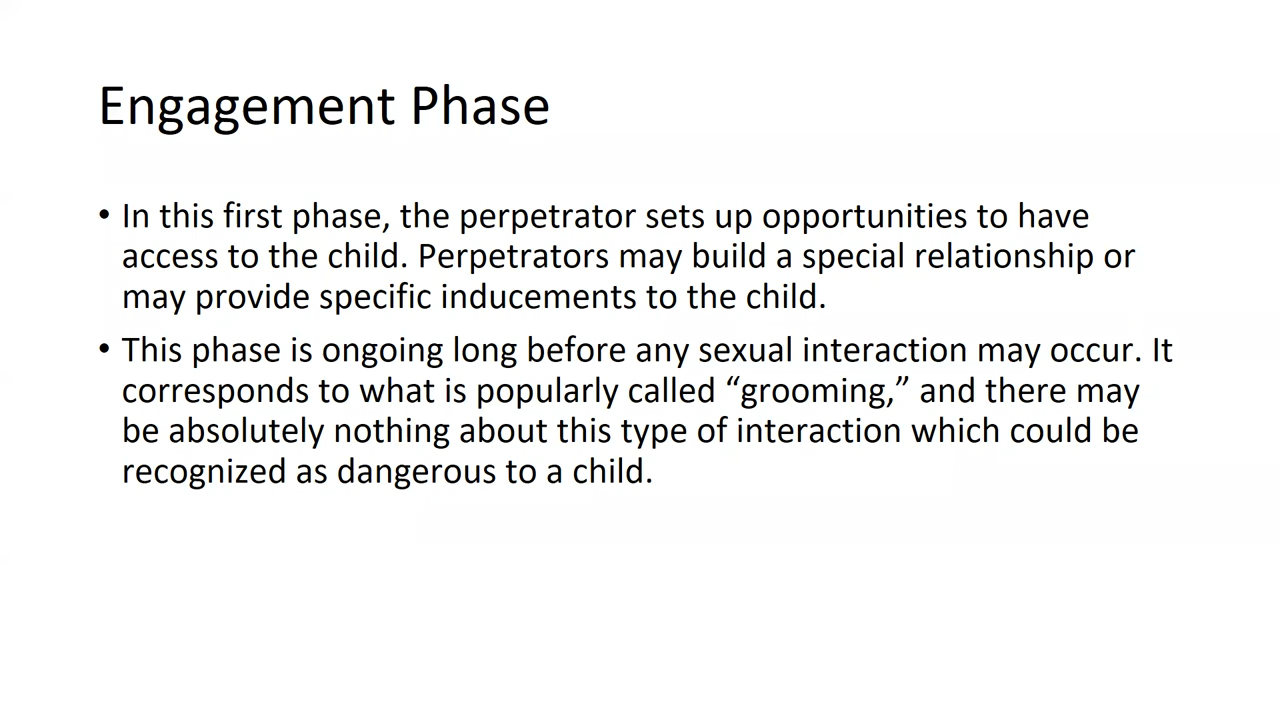 Engagement Phase
• In this first phase, the perpetrator sets up opportunities to have
access to the child. Perpetrators may build a special relationship or
may provide specific inducements to the child.
• This phase is ongoing long before any sexual interaction may occur. It
corresponds to what is popularly called “grooming,” and there may
be absolutely nothing about this type of interaction which could be
recognized as dangerous to a child.